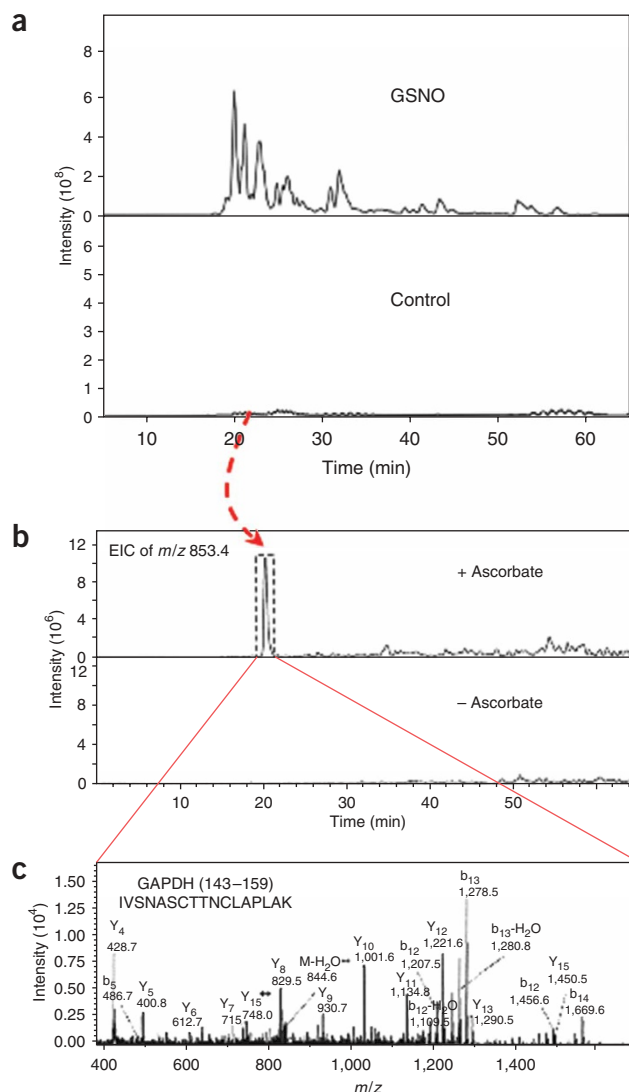 a
8
6
4
2
0
GSNO
Intensity (10⁸)
6
5
4
3
2
1
0
Control
10 20 30 40 50 60
Time (min)
b
EIC of m/z 853.4
12
8
4
0
+ Ascorbate
Intensity (10⁶)
12
8
4
0
– Ascorbate
10 20 30 40 50
Time (min)
c
GAPDH (143–159)
IVSNASCTTNCLAPLAK
Intensity (10⁴)
1.50
1.25
1.00
0.75
0.50
0.25
0
Y₄
428.7
b₅
486.7
Y₅
400.8
Y₆
612.7
Y₇
715
Y₁₅
748.0
Y₈
829.5
M-H₂O
844.6
Y₉
930.7
Y₁₀
1,001.6
Y₁₁
1,134.8
b₁₂
1,207.5
b₁₂-H₂O
1,109.5
Y₁₂
1,221.6
b₁₃
1,278.5
b₁₃-H₂O
1,280.8
Y₁₃
1,290.5
b₁₂
1,456.6
Y₁₅
1,450.5
b₁₄
1,669.6
400 600 800 1,000 1,200 1,400
m/z